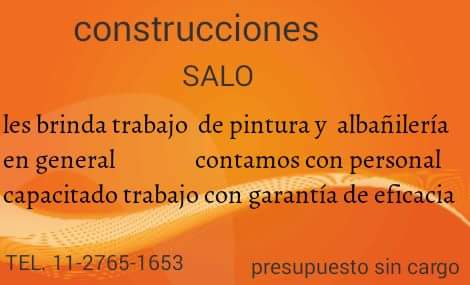 construcciones
SALO
les brinda trabajo de pintura y albañilería
en general contamos con personal
capacitado trabajo con garantía de eficacia
TEL. 11-2765-1653
presupuesto sin cargo